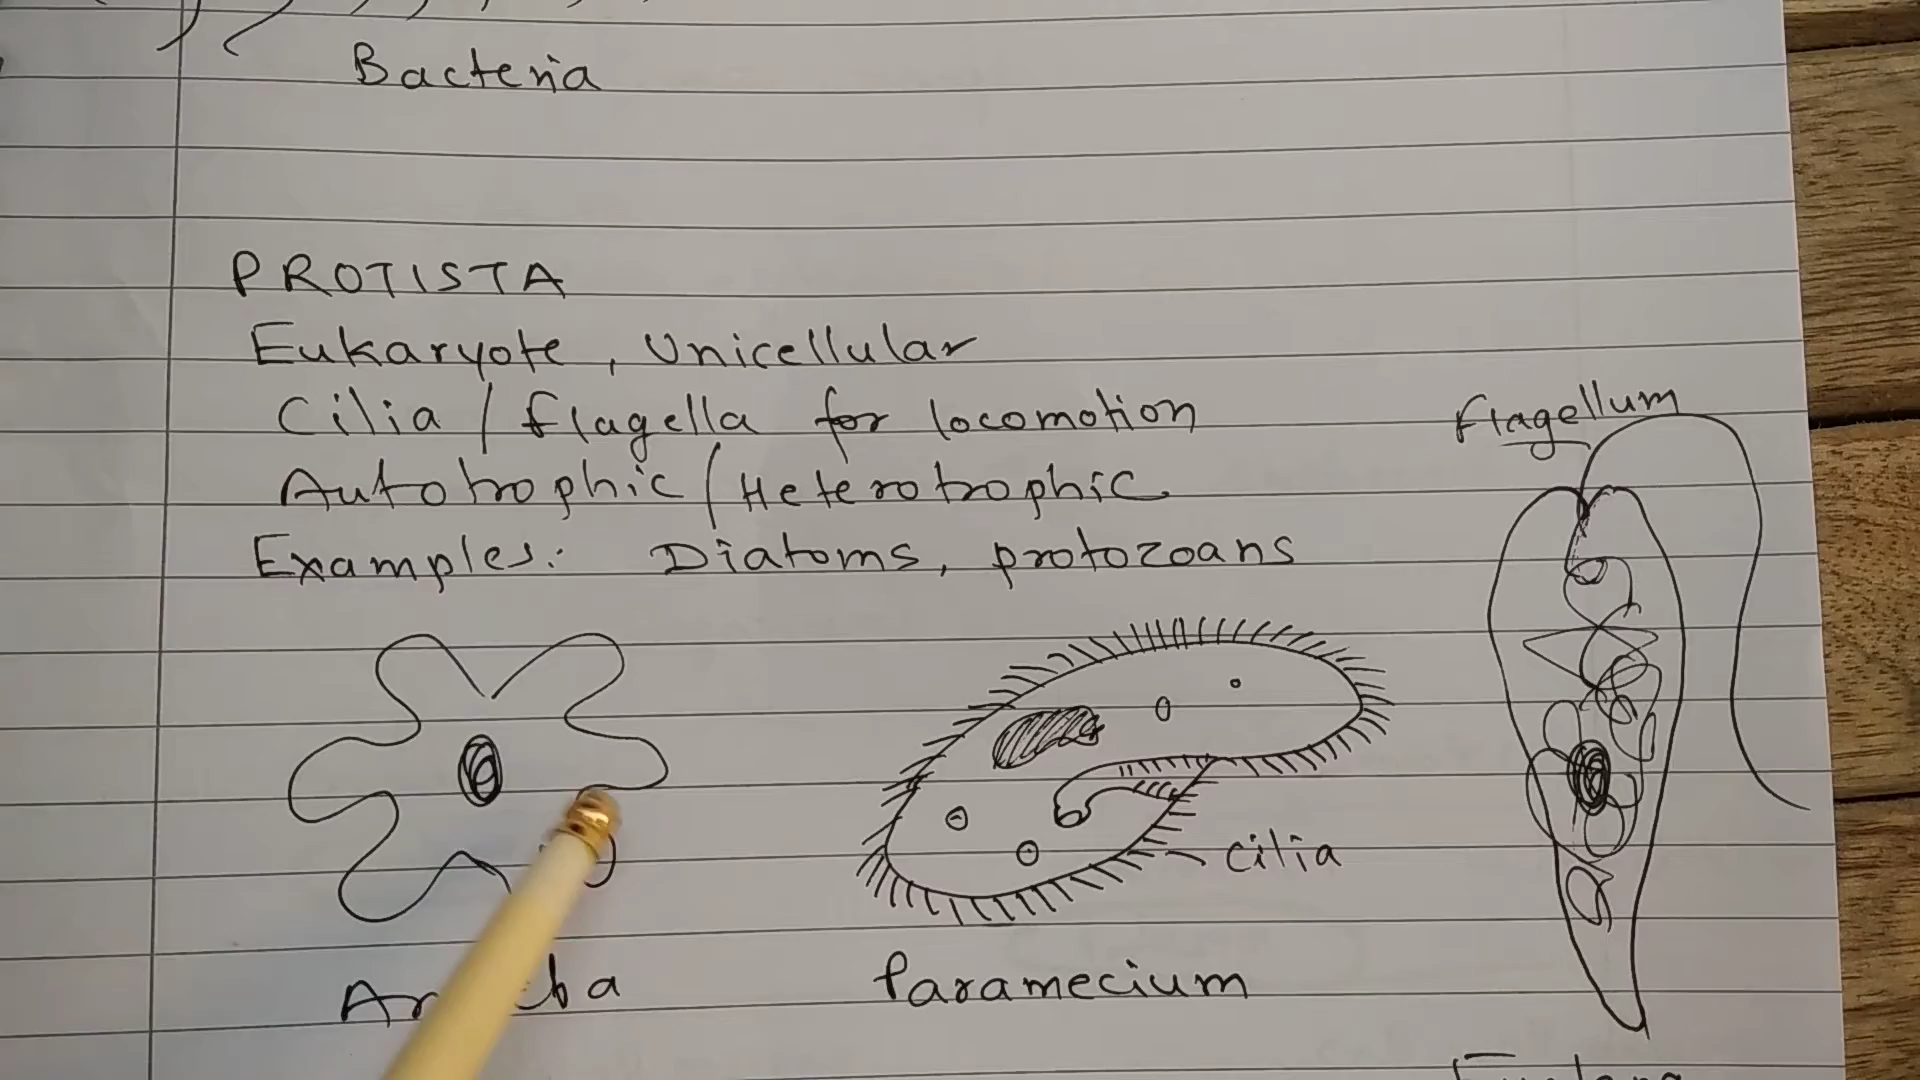 Bacteria
PROTISTA
Eukaryote, Unicellular
Cilia / flagella for locomotion
Autotrophic / Heterotrophic
Examples: Diatoms, protozoans
Flagellum
Cilia
Paramecium